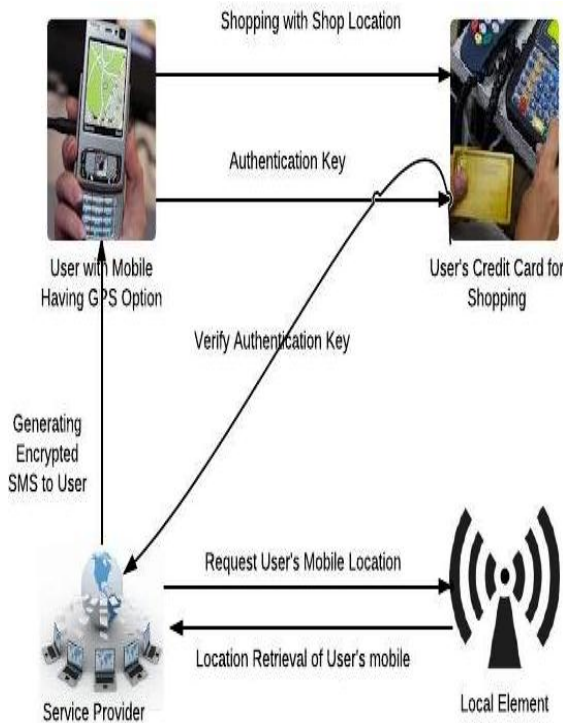 Shopping with Shop Location
Authentication Key
User with Mobile
Having GPS Option
User's Credit Card for
Shopping
Verify Authentication Key
Generating
Encrypted
SMS to User
Request User's Mobile Location
Location Retrieval of User's mobile
Service Provider
Local Element